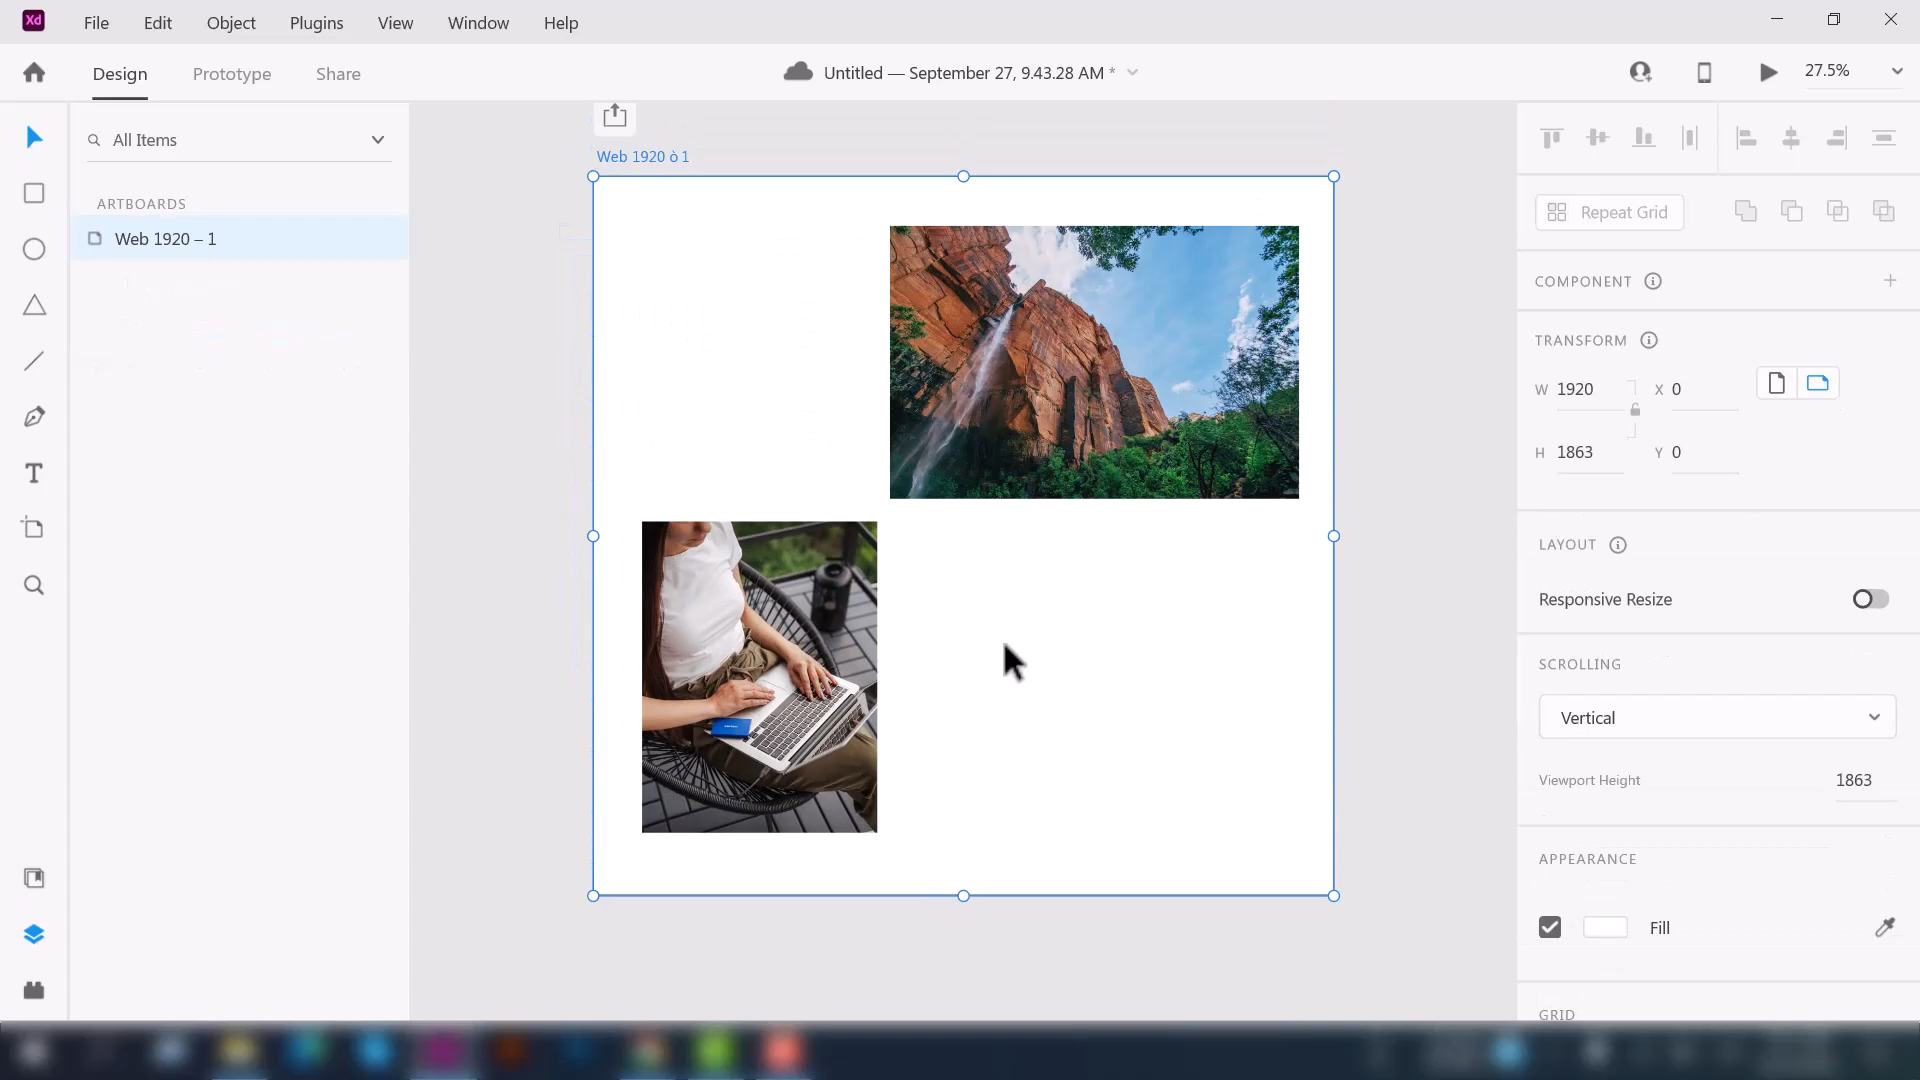 Xd File Edit Object Plugins View Window Help
Design Prototype Share Untitled — September 27, 9.43.28 AM * 27.5%
All Items
ARTBOARDS
Web 1920 – 1
Web 1920 ò 1
Repeat Grid
COMPONENT
TRANSFORM
W 1920 X 0
H 1863 Y 0
LAYOUT
Responsive Resize
SCROLLING
Vertical
Viewport Height 1863
APPEARANCE
Fill
GRID